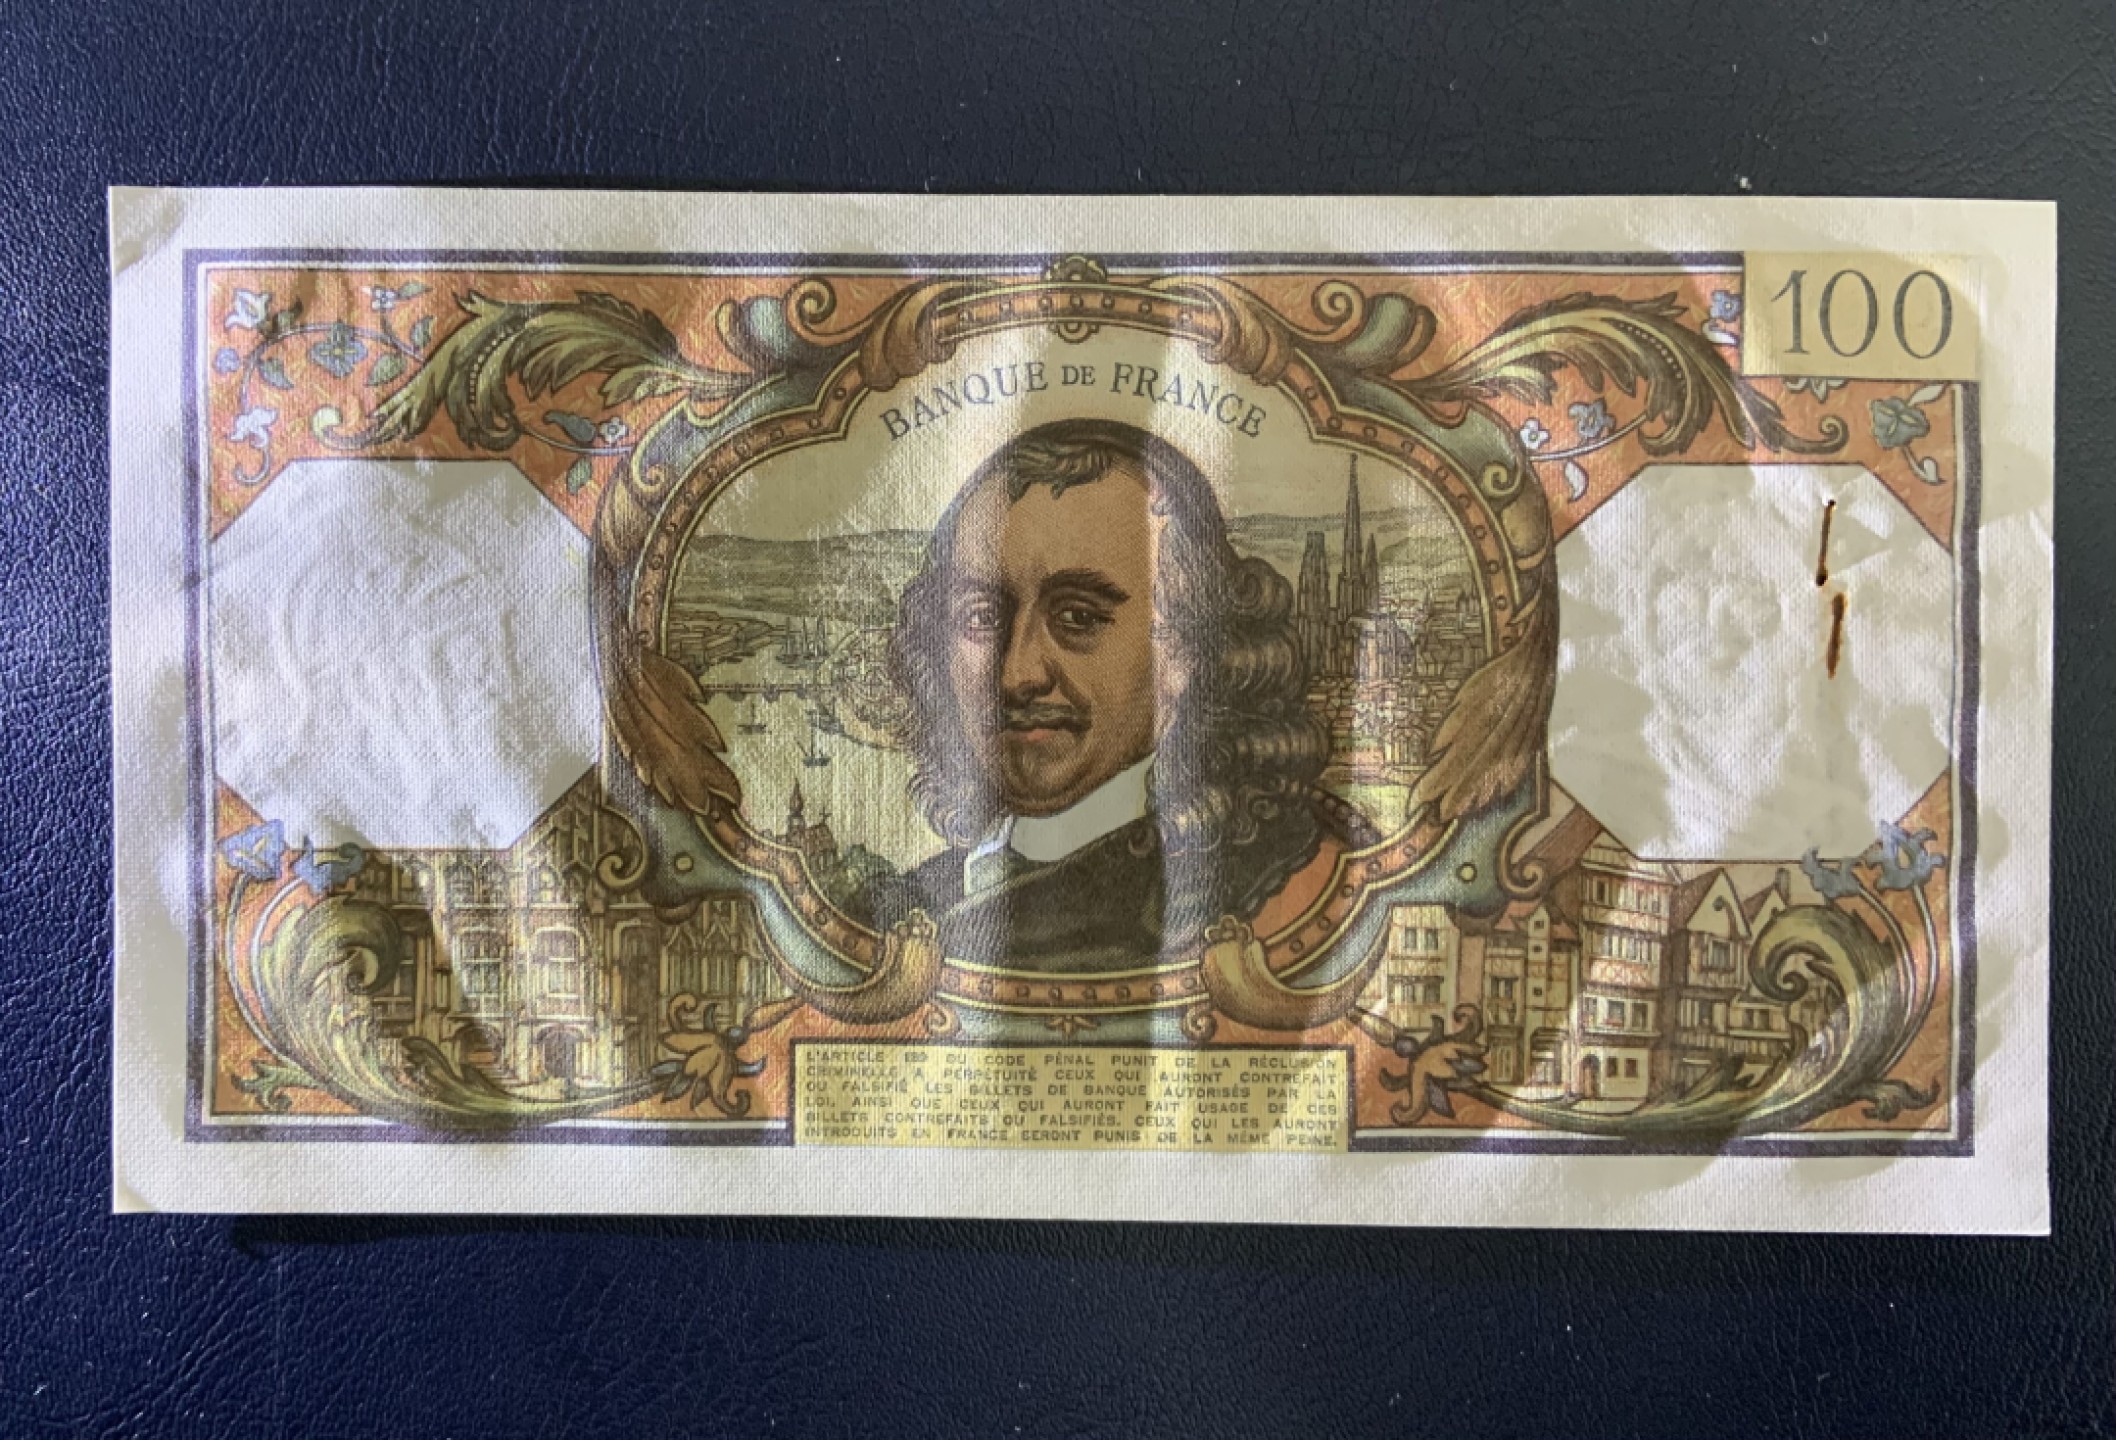 100
BANQUE DE FRANCE
L'ARTICLE 139 DU CODE PÉNAL PUNIT DE LA RÉCLUSION
CRIMINELLE A PERPÉTUITÉ CEUX QUI AURONT CONTREFAIT
OU FALSIFIÉ LES BILLETS DE BANQUE AUTORISÉS PAR LA
LOI, AINSI QUE CEUX QUI AURONT FAIT USAGE DE CES
BILLETS CONTREFAITS OU FALSIFIÉS. CEUX QUI LES AURONT
INTRODUITS EN FRANCE SERONT PUNIS DE LA MÊME PEINE.